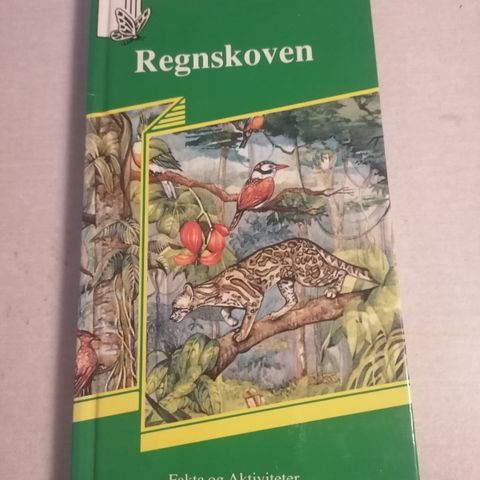 Regnskoven
Fakta og Aktiviteter